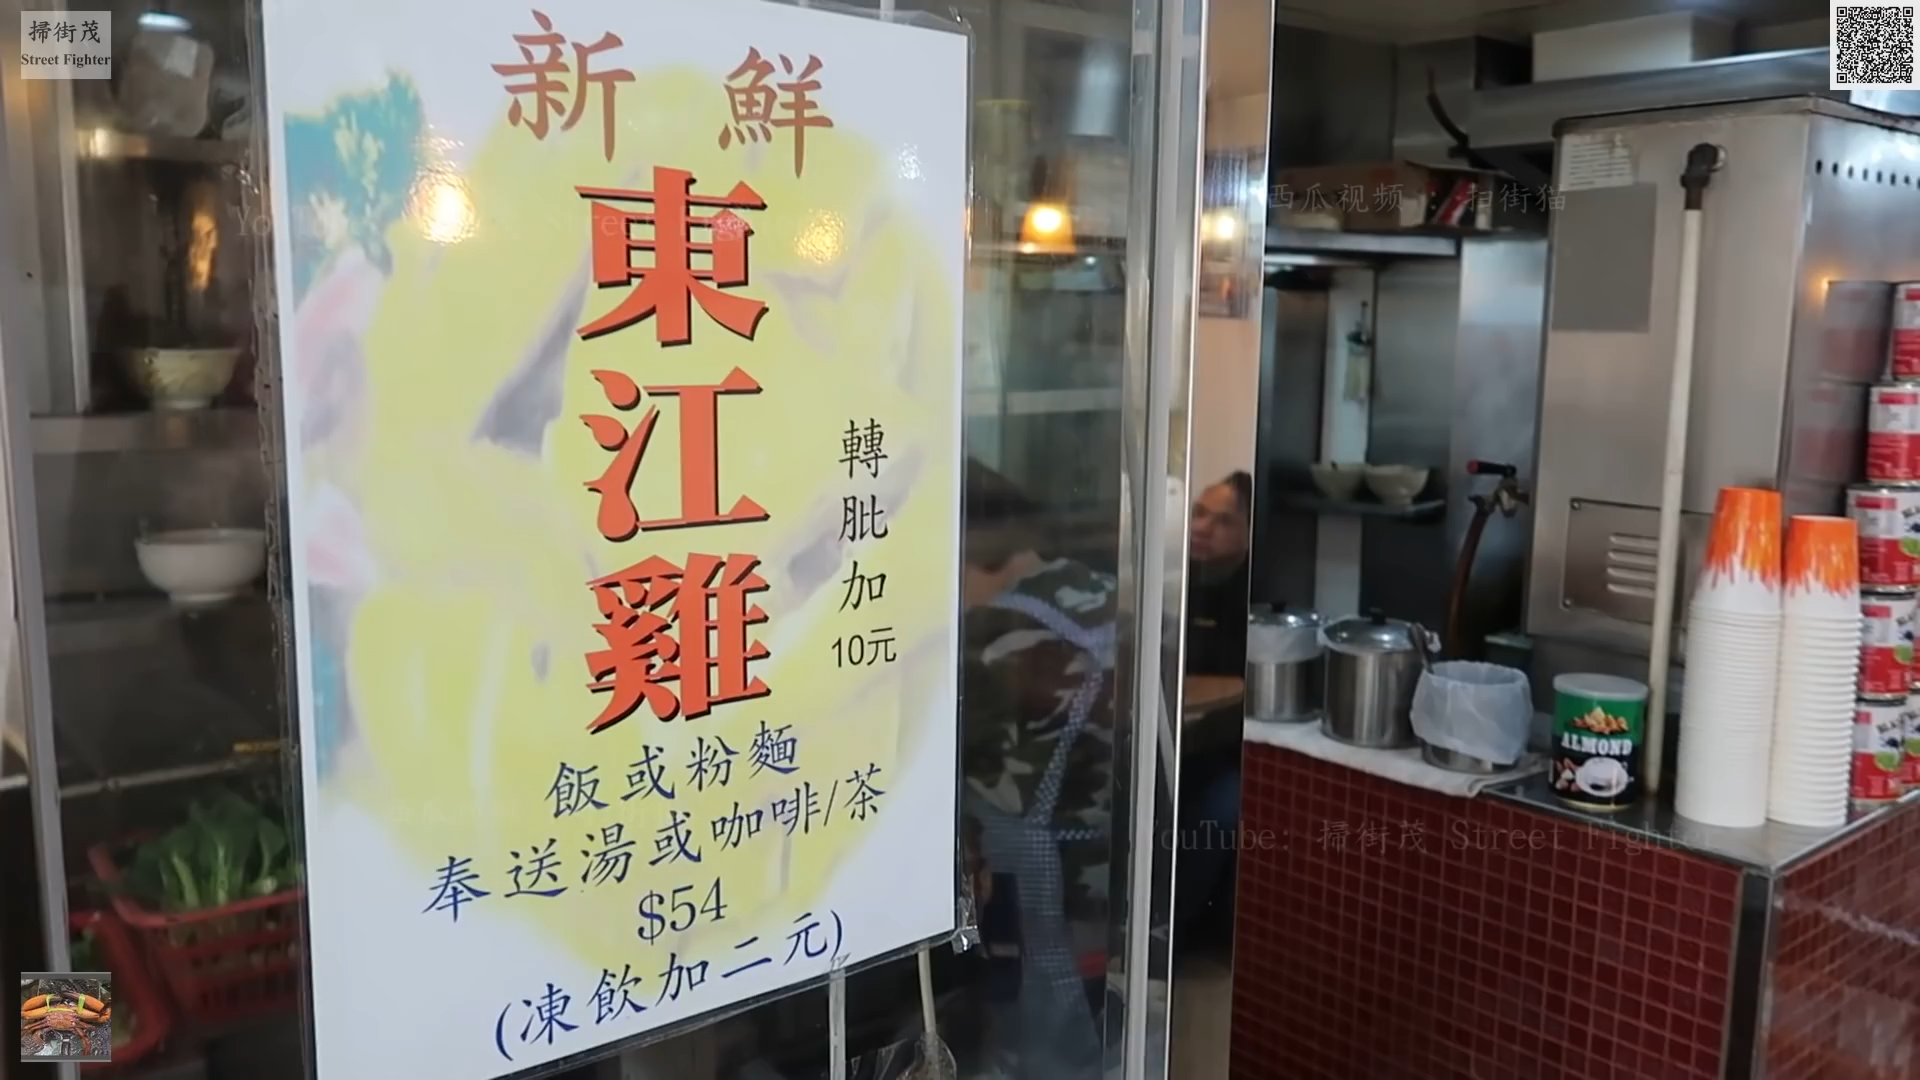 掃街茂
Street Fighter
新鮮
東江雞
轉肶加10元
飯或粉麵
奉送湯或咖啡/茶
$54
(凍飲加二元)
西瓜视频：扫街猫
ALMOND
YouTube: 掃街茂 Street Fighter